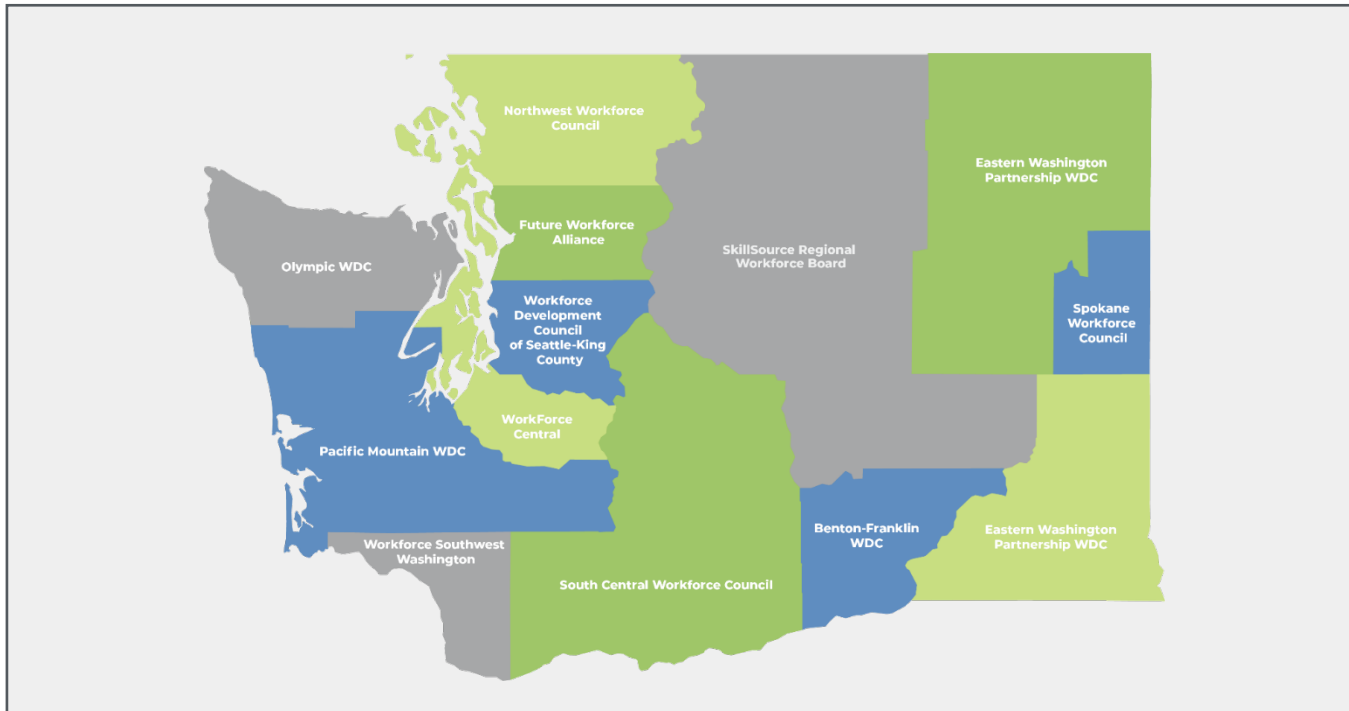 Northwest Workforce
Council
Eastern Washington
Partnership WDC
Future Workforce
Alliance
SkillSource Regional
Workforce Board
Olympic WDC
Workforce
Development
Council
of Seattle-King
County
Spokane
Workforce
Council
WorkForce
Central
Pacific Mountain WDC
Benton-Franklin
WDC
Eastern Washington
Partnership WDC
Workforce Southwest
Washington
South Central Workforce Council